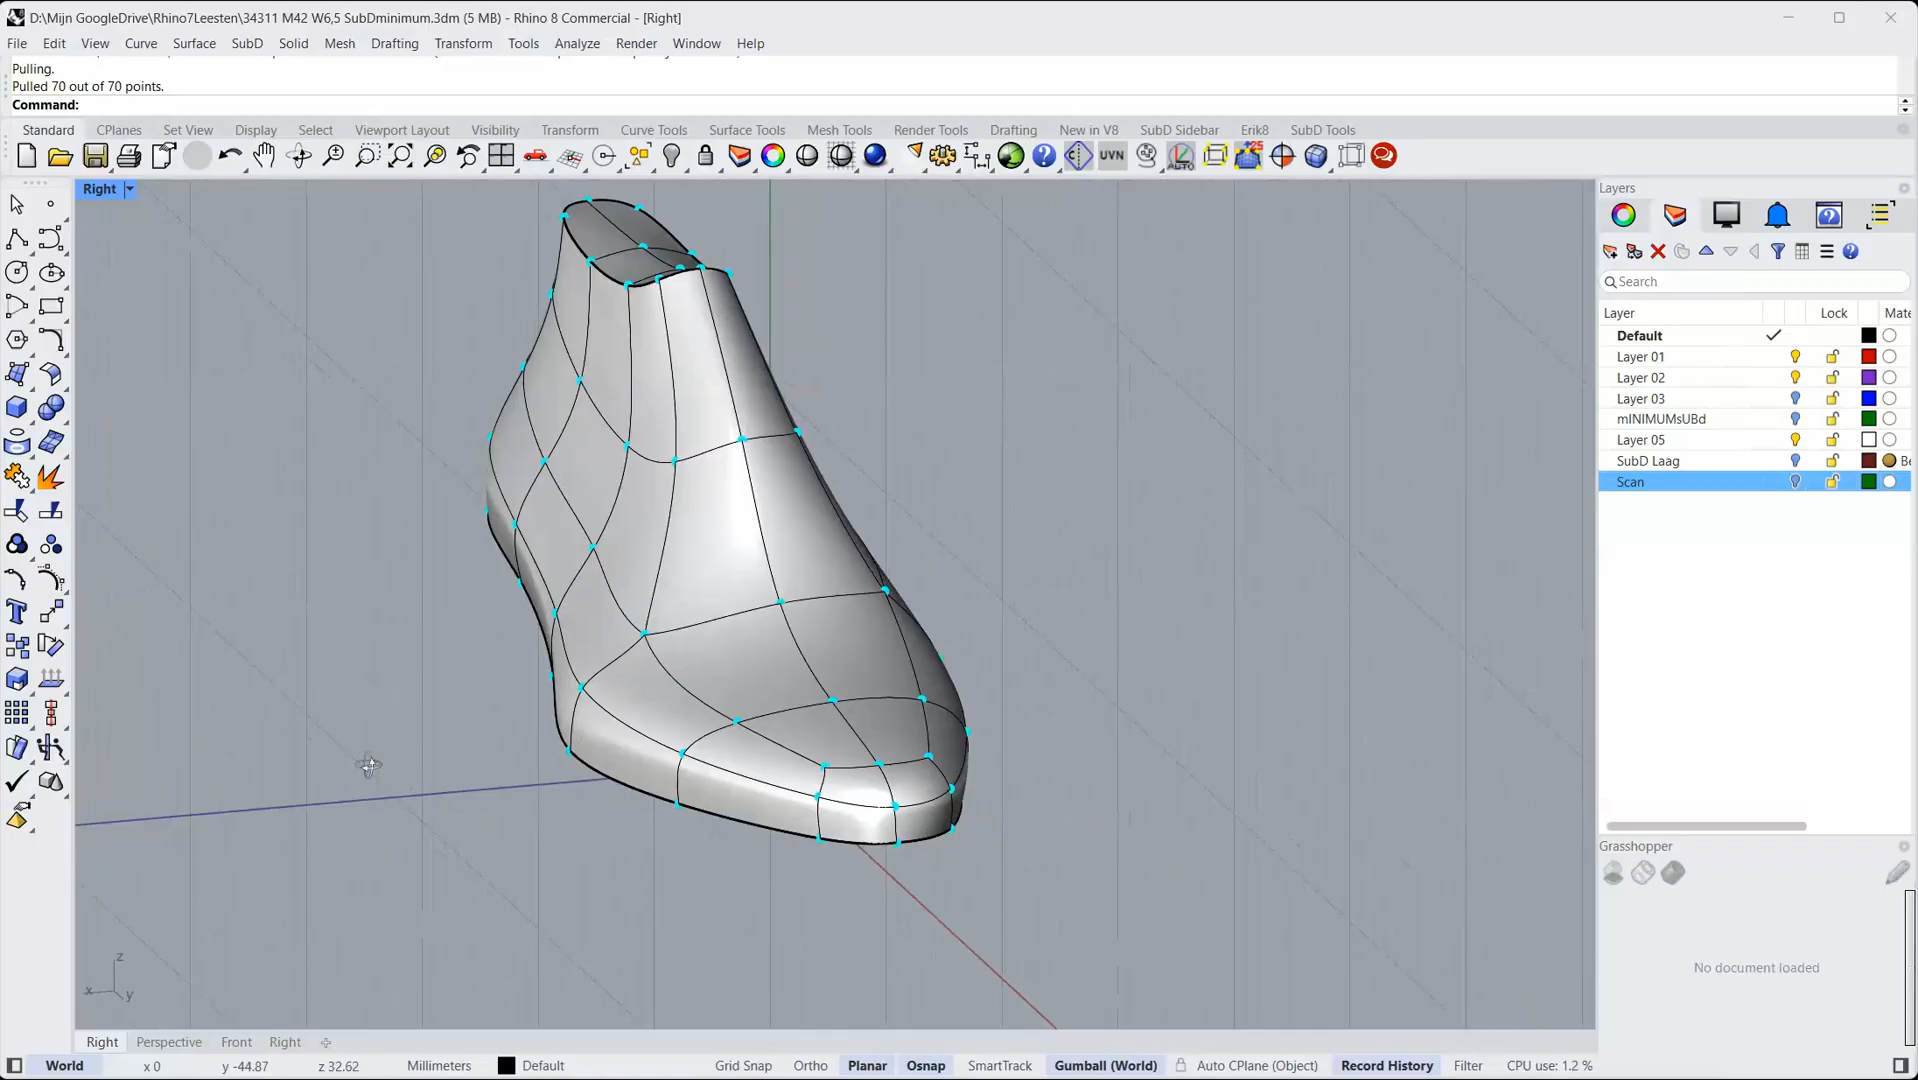 D:\Mijn GoogleDrive\Rhino7Leesten\34311 M42 W6,5 SubDminimum.3dm (5 MB) - Rhino 8 Commercial - [Right]
File Edit View Curve Surface SubD Solid Mesh Drafting Transform Tools Analyze Render Window Help
Pulling.
Pulled 70 out of 70 points.
Command:
Standard CPlanes Set View Display Select Viewport Layout Visibility Transform Curve Tools Surface Tools Mesh Tools Render Tools Drafting New in V8 SubD Sidebar Erik8 SubD Tools
UVN
AUTO
25
Right
Layers
Search
Layer Lock Mate
Default
Layer 01
Layer 02
Layer 03
mINIMUMsUBd
Layer 05
SubD Laag Be
Scan
Grasshopper
No document loaded
z
x
y
Right Perspective Front Right
World x 0 y -44.87 z 32.62 Millimeters Default Grid Snap Ortho Planar Osnap SmartTrack Gumball (World) Auto CPlane (Object) Record History Filter CPU use: 1.2 %